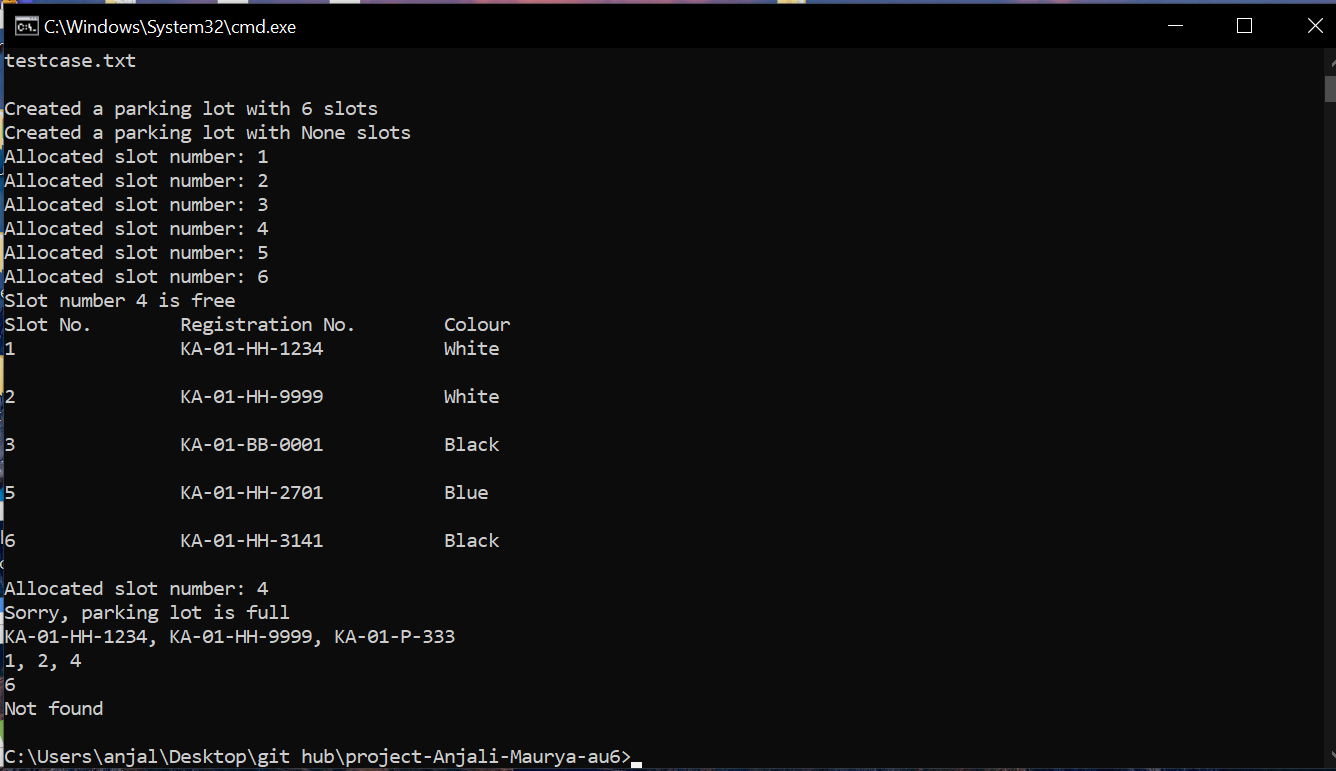 C:\Windows\System32\cmd.exe
testcase.txt
Created a parking lot with 6 slots
Created a parking lot with None slots
Allocated slot number: 1
Allocated slot number: 2
Allocated slot number: 3
Allocated slot number: 4
Allocated slot number: 5
Allocated slot number: 6
Slot number 4 is free
Slot No. Registration No. Colour
1 KA-01-HH-1234 White
2 KA-01-HH-9999 White
3 KA-01-BB-0001 Black
5 KA-01-HH-2701 Blue
6 KA-01-HH-3141 Black
Allocated slot number: 4
Sorry, parking lot is full
KA-01-HH-1234, KA-01-HH-9999, KA-01-P-333
1, 2, 4
6
Not found
C:\Users\anjal\Desktop\git hub\project-Anjali-Maurya-au6>